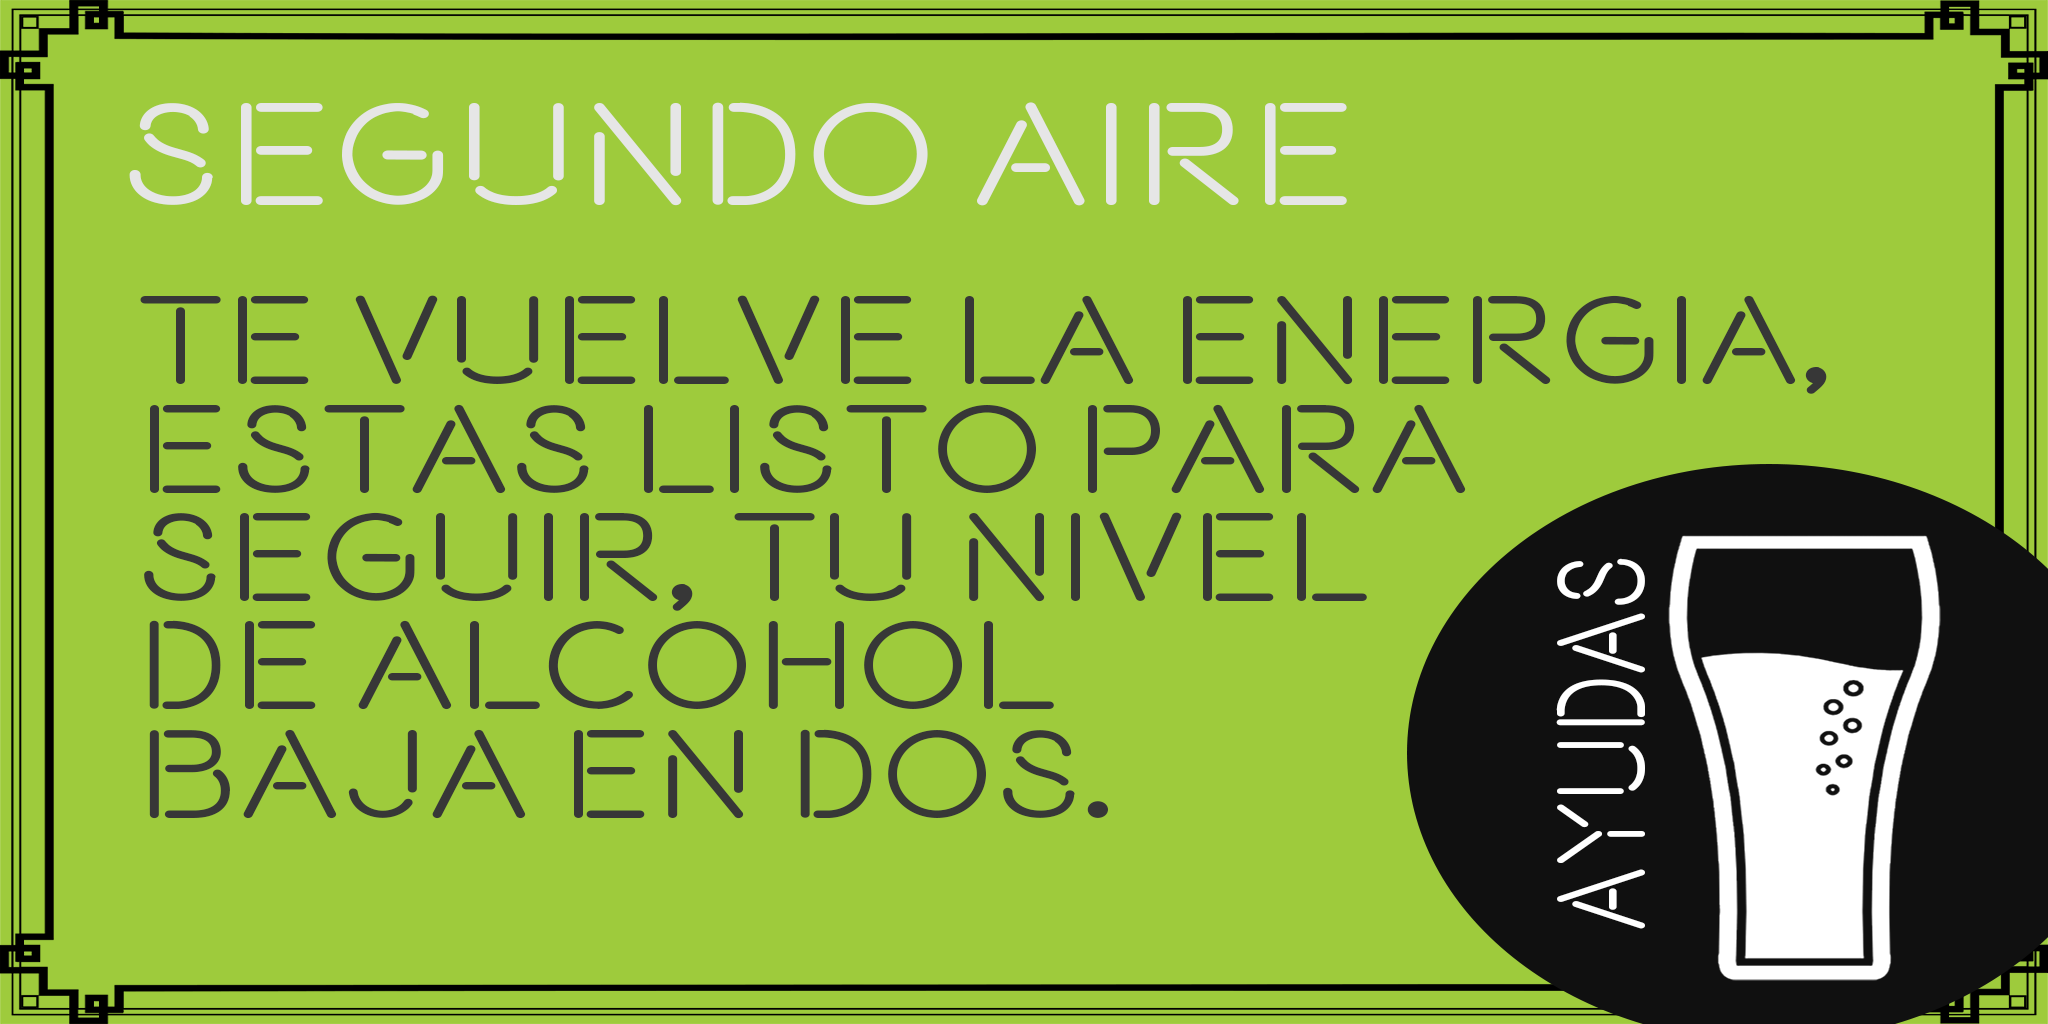 SEGUNDO AIRE
TE VUELVE LA ENERGIA,
ESTAS LISTO PARA
SEGUIR, TU NIVEL
DE ALCOHOL
BAJA EN DOS.
AYUDAS